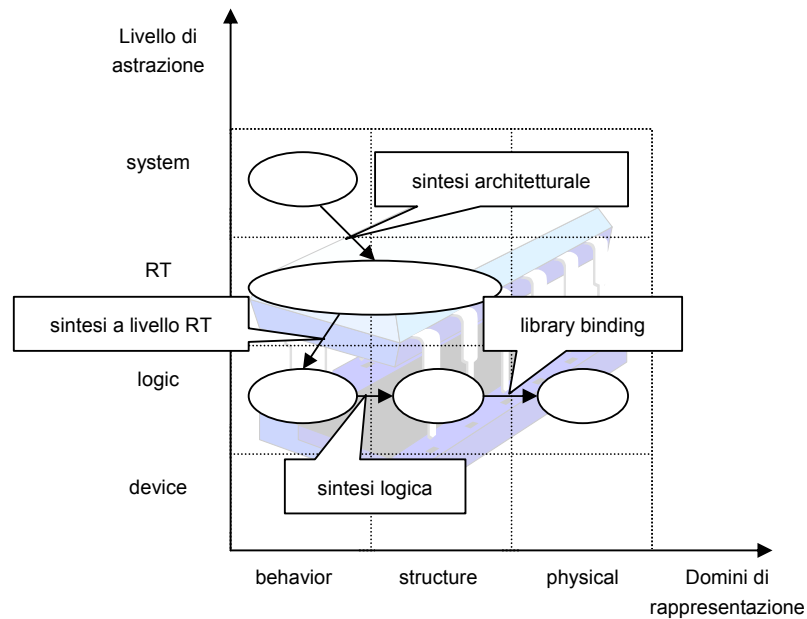 Livello di
astrazione
system
sintesi architetturale
RT
sintesi a livello RT
library binding
logic
sintesi logica
device
behavior
structure
physical
Domini di
rappresentazione